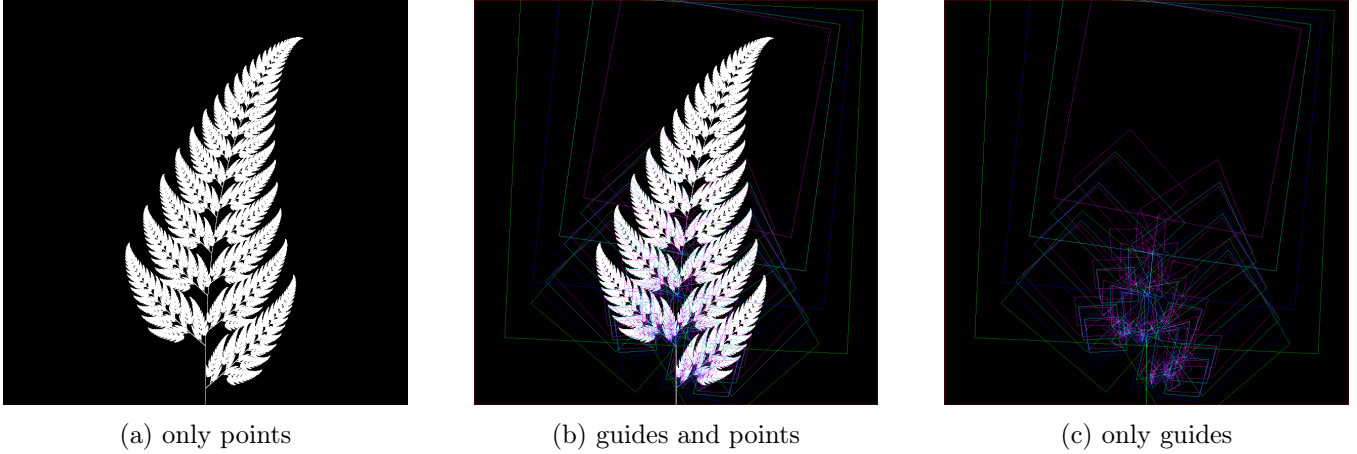 (a) only points
(b) guides and points
(c) only guides